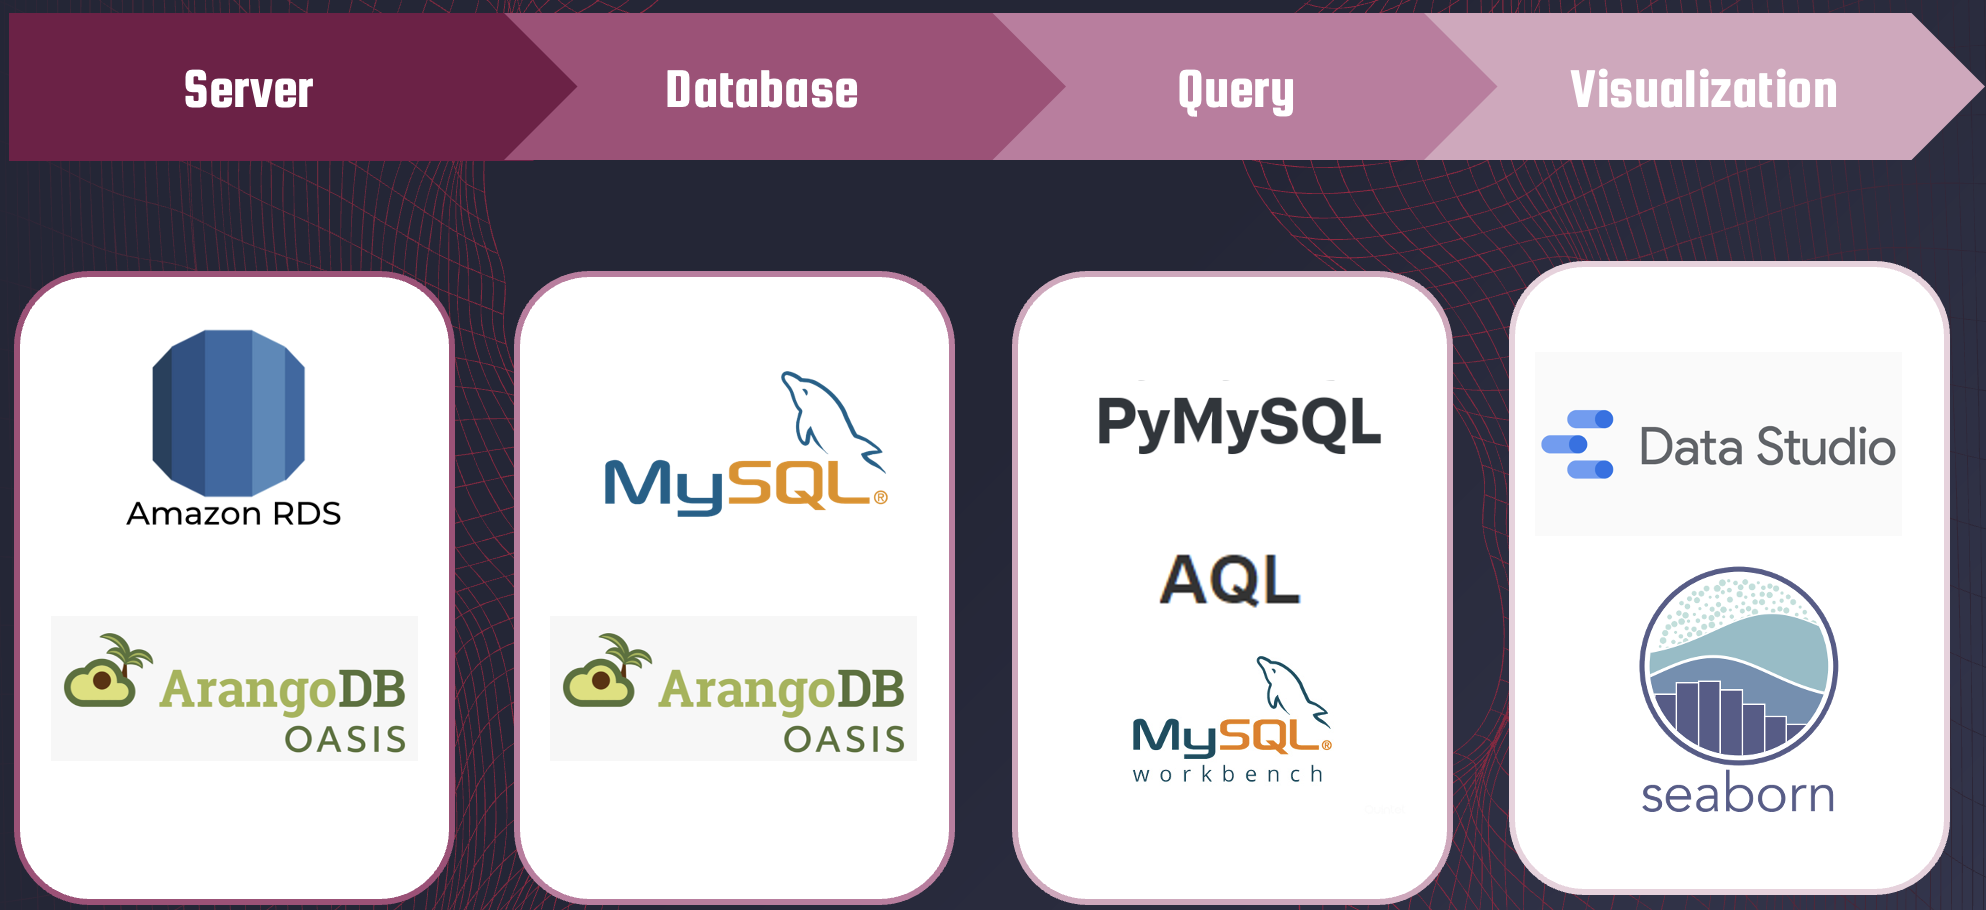 Server
Database
Query
Visualization
Amazon RDS
ArangoDB
OASIS
MySQL®
ArangoDB
OASIS
PyMySQL
AQL
MySQL®
workbench
Data Studio
seaborn